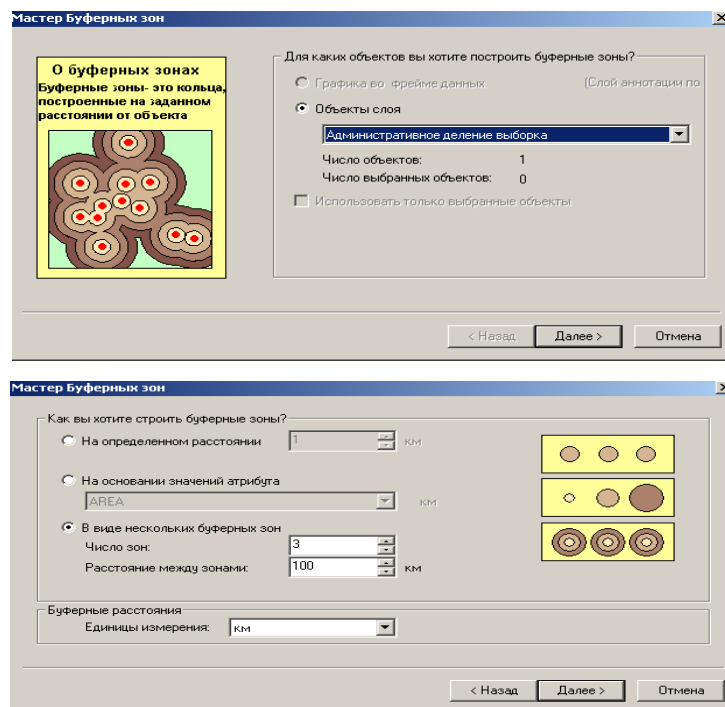 Мастер Буферных зон
О буферных зонах
Буферные зоны- это кольца,
построенные на заданном
расстоянии от объекта
Для каких объектов вы хотите построить буферные зоны?
Графика во фрейме данных (Слой аннотации по
Объекты слоя
Административное деление выборка
Число объектов: 1
Число выбранных объектов: 0
Использовать только выбранные объекты
< Назад Далее > Отмена
Мастер Буферных зон
Как вы хотите строить буферные зоны?
На определенном расстоянии 1 км
На основании значений атрибута
AREA км
В виде нескольких буферных зон
Число зон: 3
Расстояние между зонами: 100 км
Буферные расстояния
Единицы измерения: км
< Назад Далее > Отмена